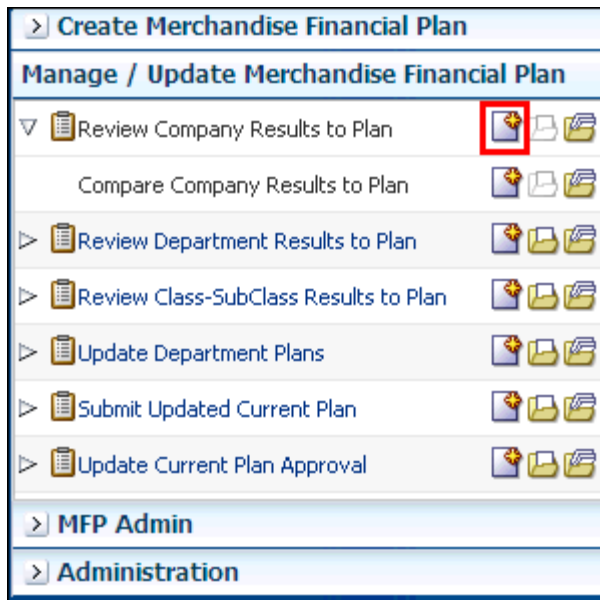 Create Merchandise Financial Plan
Manage / Update Merchandise Financial Plan
Review Company Results to Plan
Compare Company Results to Plan
Review Department Results to Plan
Review Class-SubClass Results to Plan
Update Department Plans
Submit Updated Current Plan
Update Current Plan Approval
MFP Admin
Administration